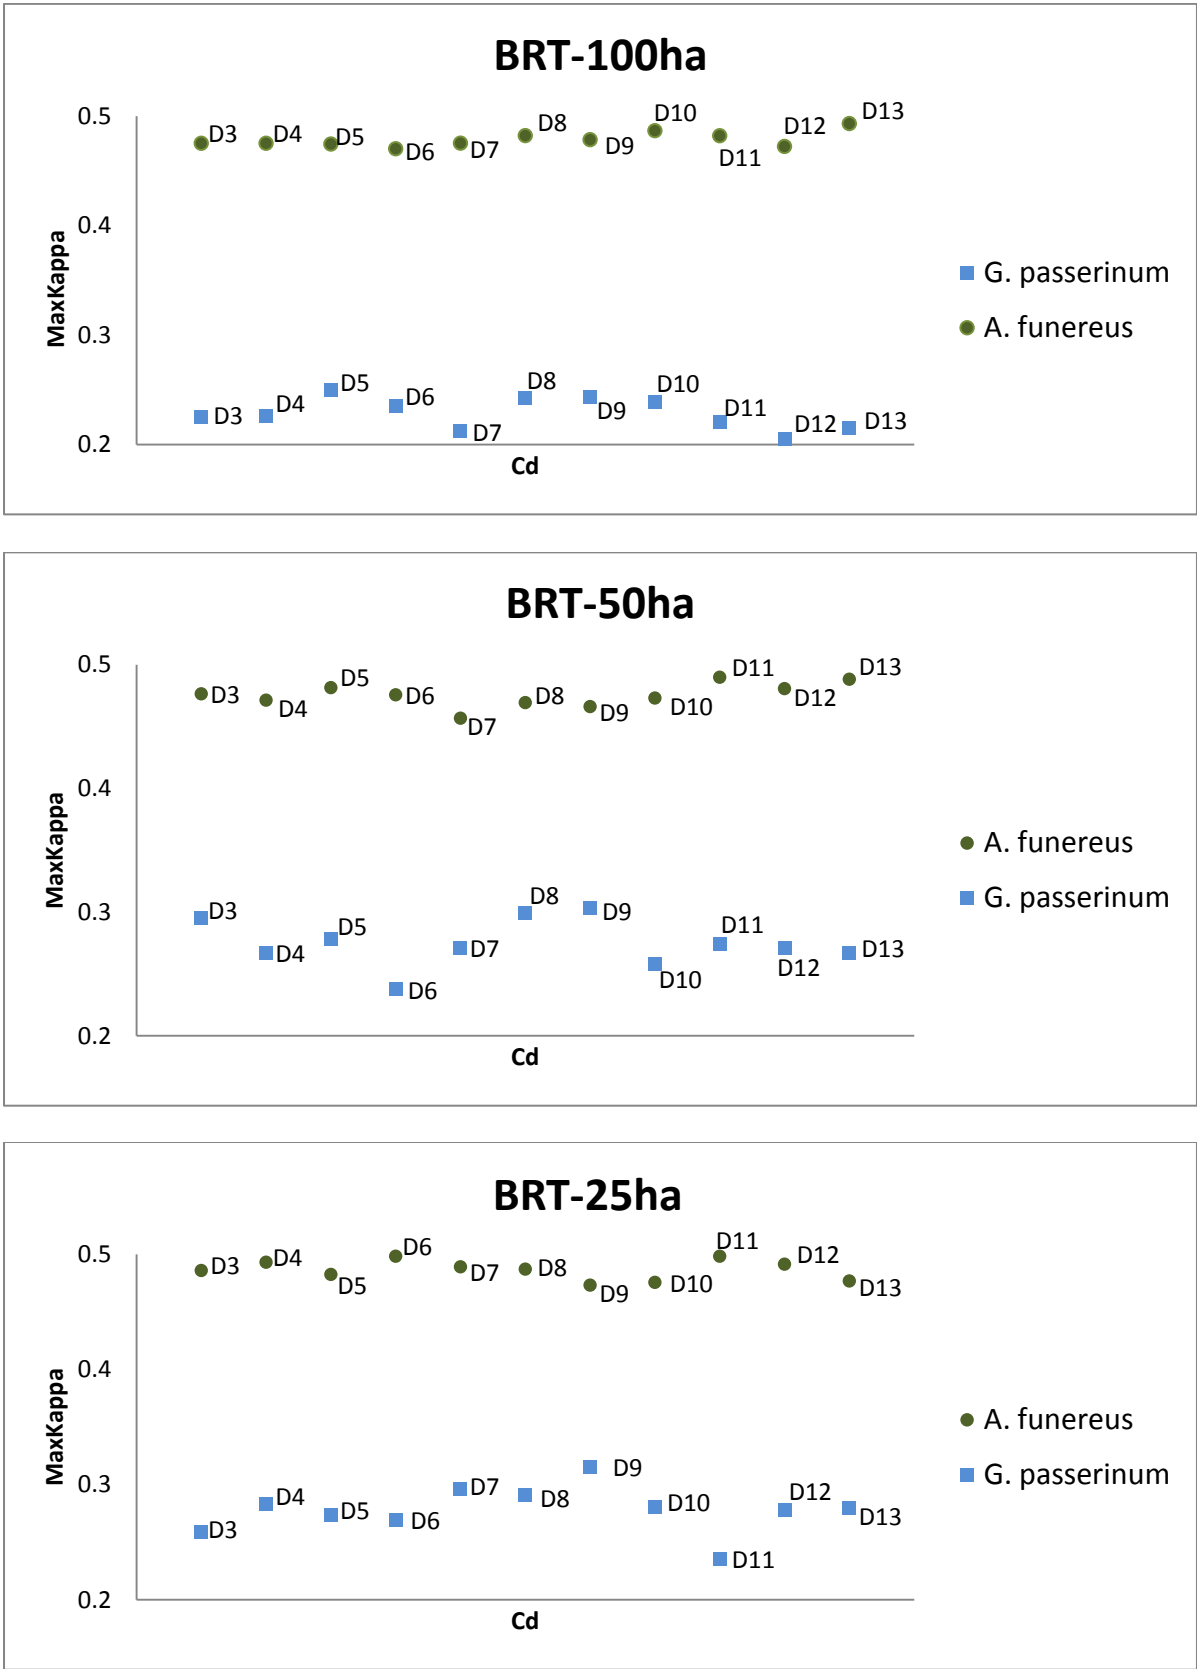 BRT-100ha
0.5
D3 D4 D5 D6 D7 D8 D9 D10 D11 D12 D13
0.4
MaxKappa
0.3
G. passerinum
A. funereus
D3 D4 D5 D6 D7 D8 D9 D10 D11 D12 D13
0.2
Cd
BRT-50ha
0.5
D3 D4 D5 D6 D7 D8 D9 D10 D11 D12 D13
0.4
MaxKappa
A. funereus
0.3
G. passerinum
D3 D4 D5 D6 D7 D8 D9 D10 D11 D12 D13
0.2
Cd
BRT-25ha
0.5
D3 D4 D5 D6 D7 D8 D9 D10 D11 D12 D13
0.4
MaxKappa
A. funereus
0.3
G. passerinum
D3 D4 D5 D6 D7 D8 D9 D10 D11 D12 D13
0.2
Cd